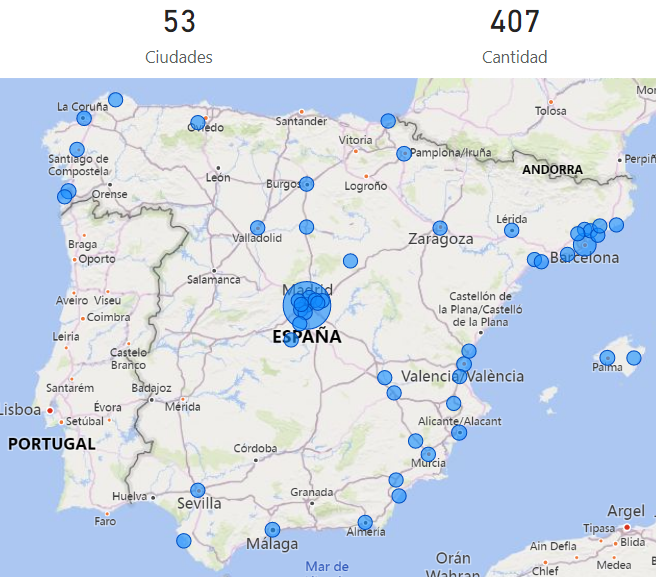 53
407
Ciudades
Cantidad
La Coruña
Oviedo
Santander
Tolosa
Santiago de
Compostela
León
Vitoria
Pamplona/Iruña
ANDORRA
Perpiñ
Orense
Burgos
Logroño
Braga
Oporto
Valladolid
Zaragoza
Lérida
Barcelona
Salamanca
Madrid
Aveiro
Viseu
Coimbra
Castellón de
la Plana/Castelló
de la Plana
Leiria
Castelo
Branco
ESPAÑA
Palma
Santarém
Badajoz
Valencia/València
Lisboa
Évora
Mérida
Setúbal
Alicante/Alacant
PORTUGAL
Córdoba
Murcia
Huelva
Sevilla
Granada
Faro
Almería
Málaga
Argel
Tipasa
Blida
Ain Defla
Medea
Orán
Wahran
Chlef
Mar de